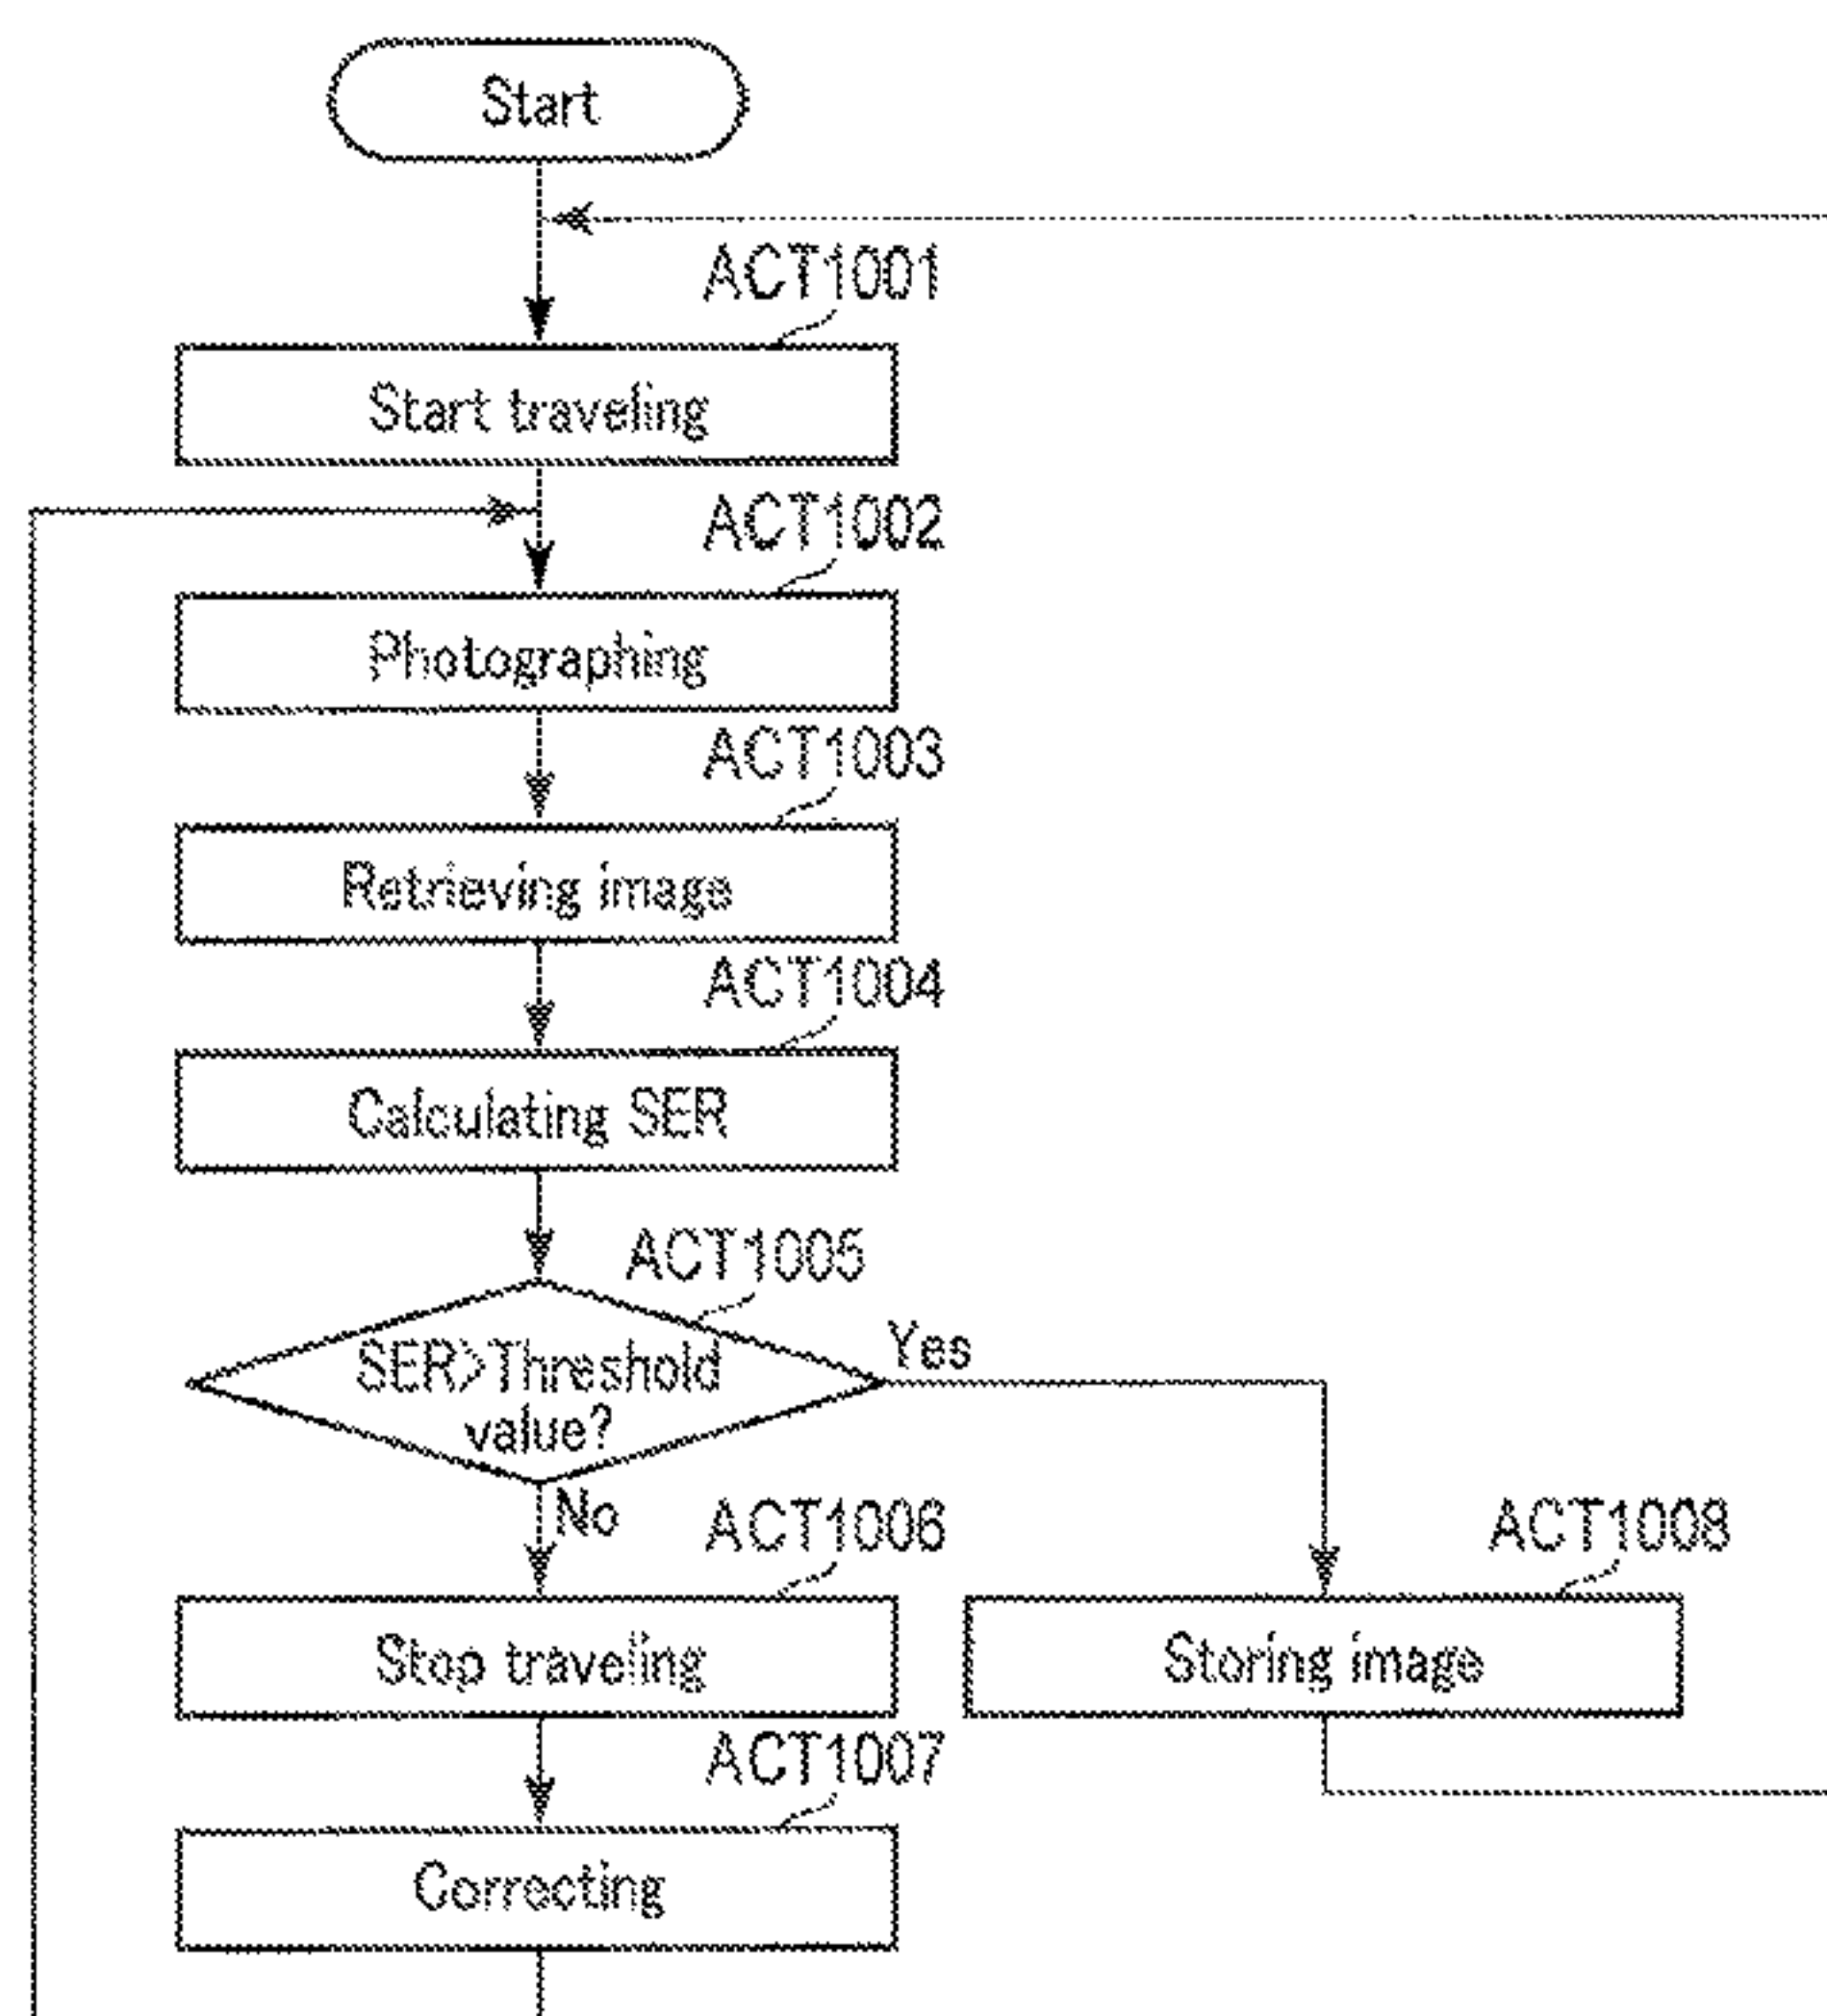 Start
ACT1001
Start traveling
ACT1002
Photographing
ACT1003
Retrieving image
ACT1004
Calculating SER
ACT1005
SER>Threshold
value?
Yes
No
ACT1006
ACT1008
Stop traveling
Storing image
ACT1007
Correcting